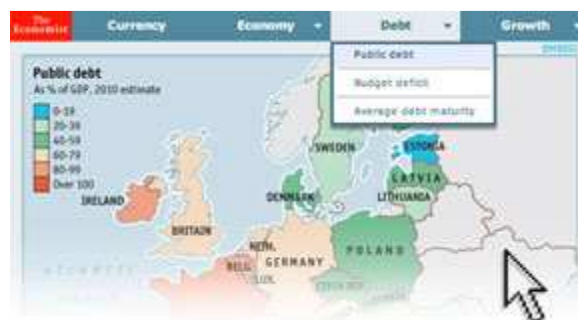 The
Economist
Currency
Economy
Debt
Growth
Public debt
Budget deficit
Average debt maturity
Public debt
As % of GDP, 2010 estimate
0-19
20-39
40-59
60-79
80-99
Over 100
SWEDEN
ESTONIA
LATVIA
LITHUANIA
DENMARK
IRELAND
BRITAIN
NETH.
BELG.
LUX.
GERMANY
POLAND